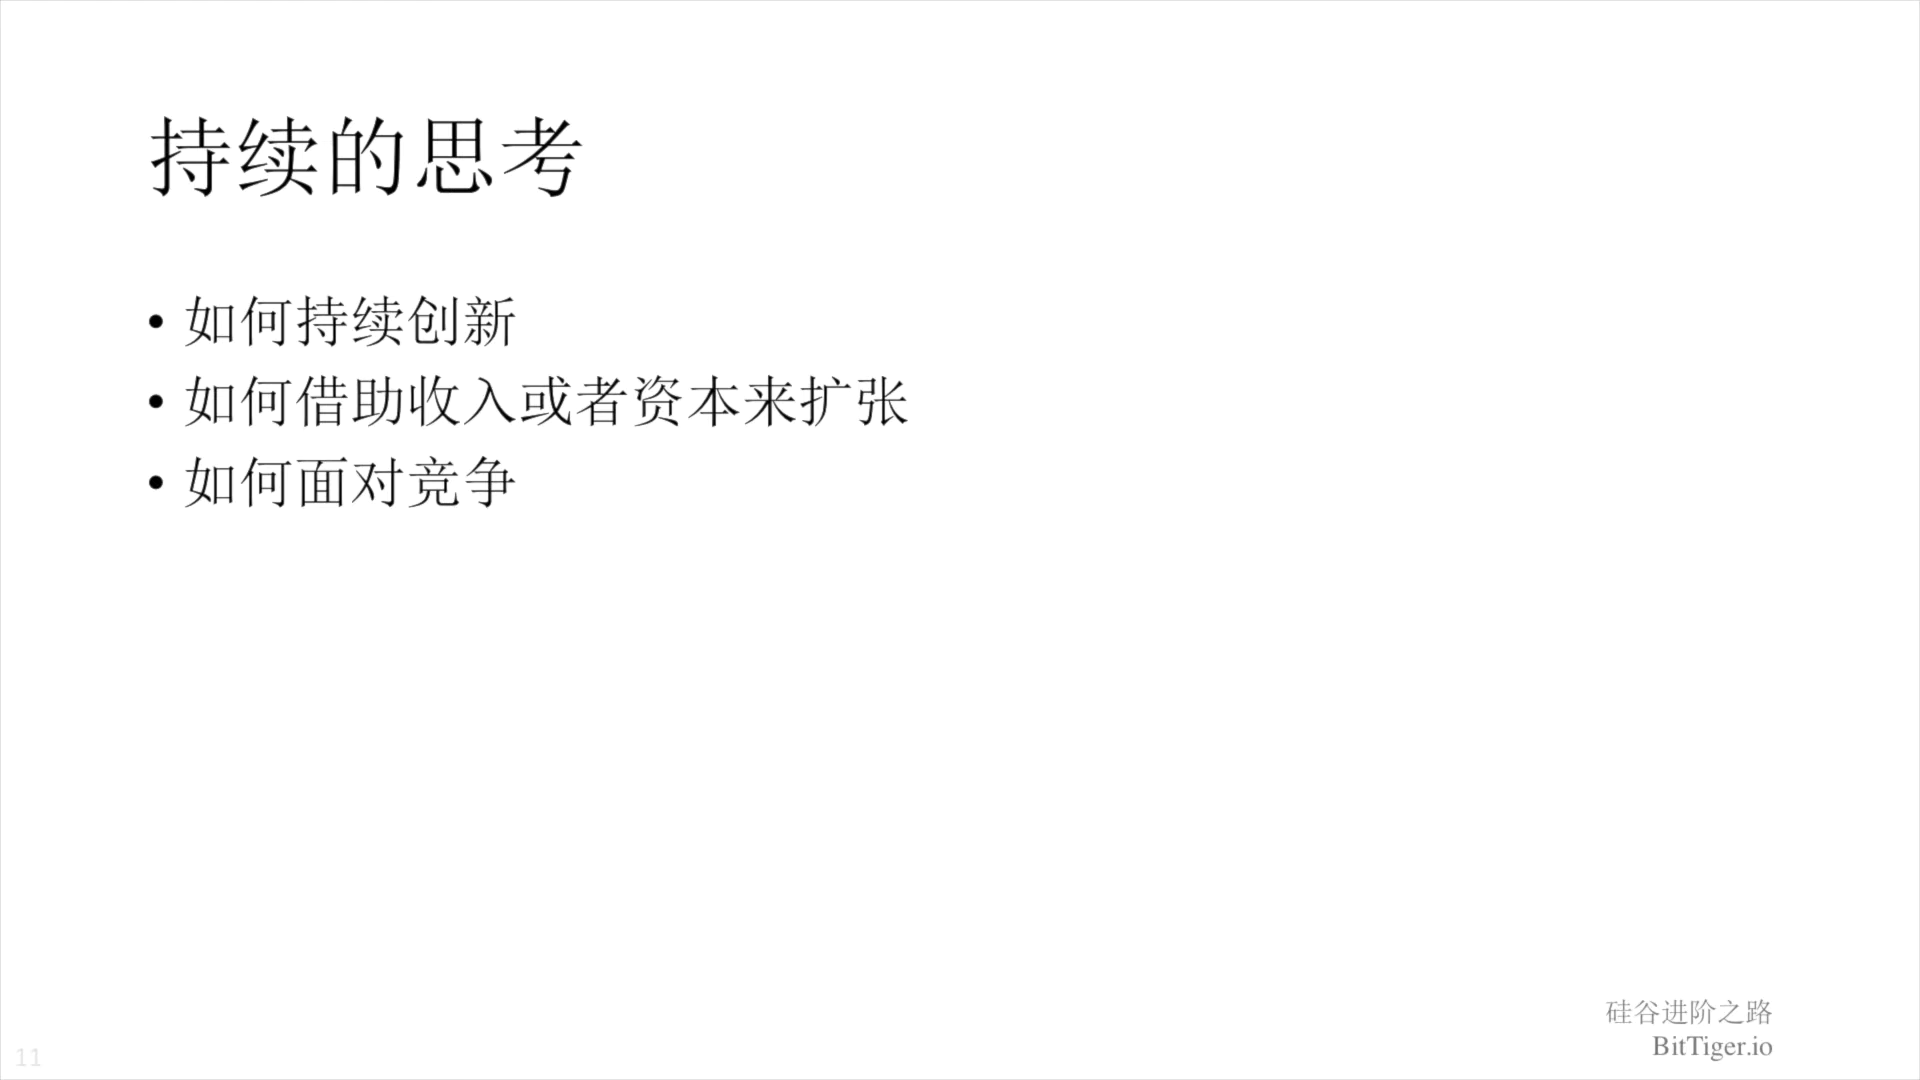 持续的思考
• 如何持续创新
• 如何借助收入或者资本来扩张
• 如何面对竞争
硅谷进阶之路
BitTiger.io
11